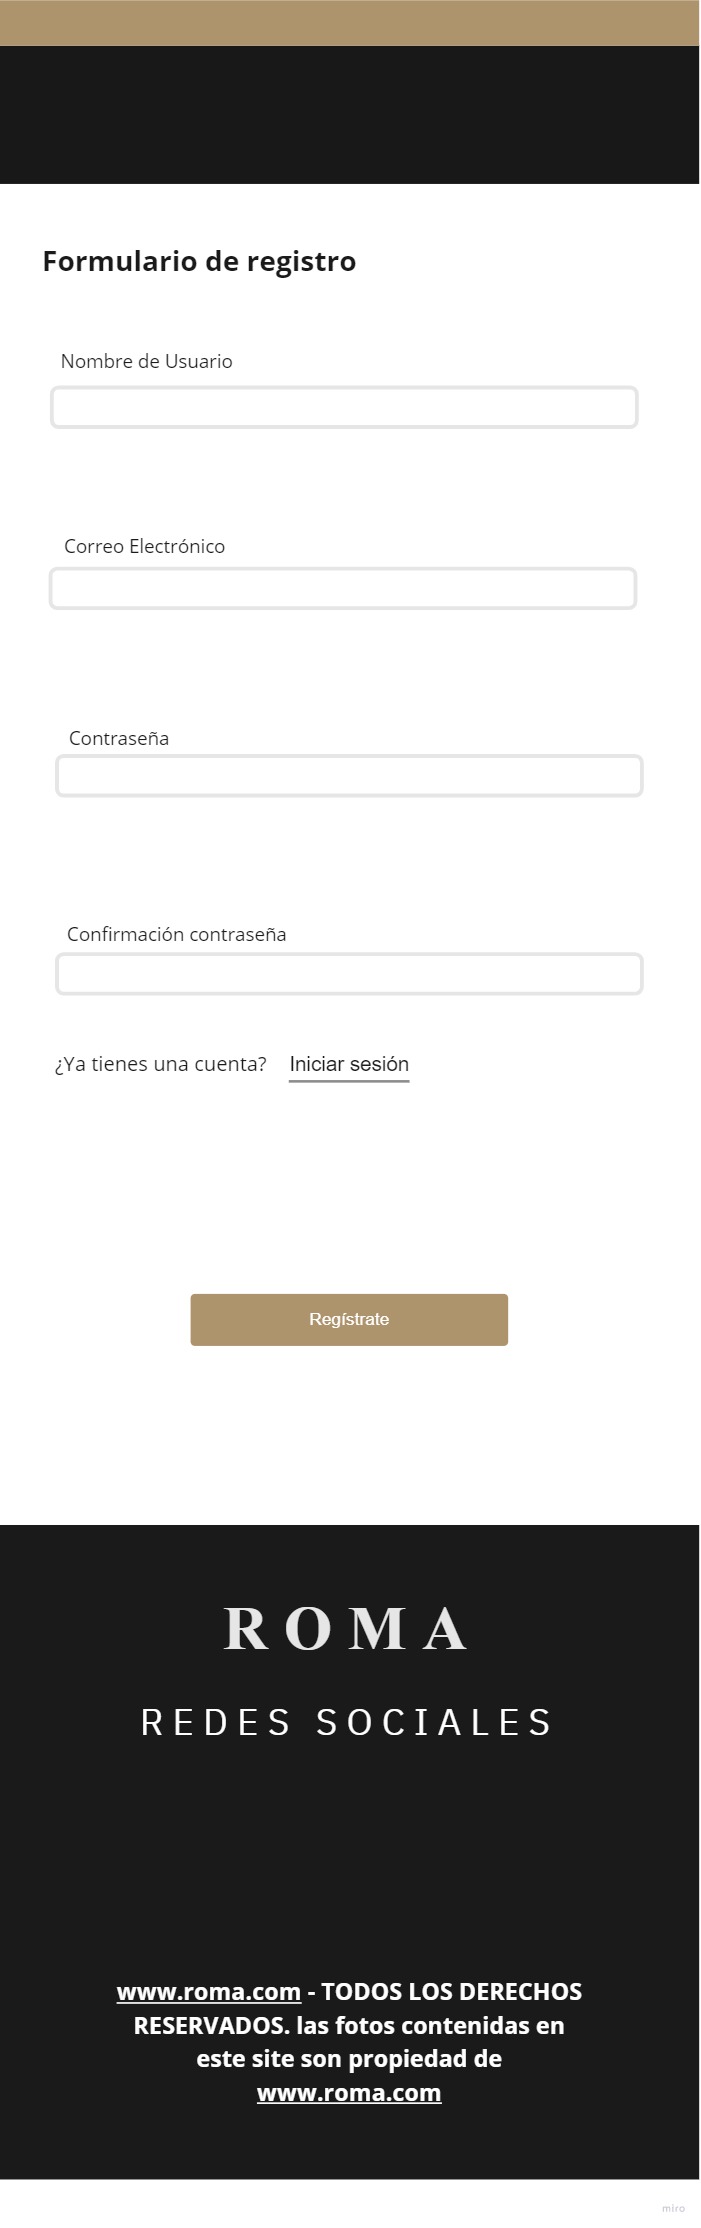 Formulario de registro
Nombre de Usuario
Correo Electrónico
Contraseña
Confirmación contraseña
¿Ya tienes una cuenta? Iniciar sesión
Regístrate
ROMA
REDES SOCIALES
www.roma.com - TODOS LOS DERECHOS
RESERVADOS. las fotos contenidas en
este site son propiedad de
www.roma.com
miro